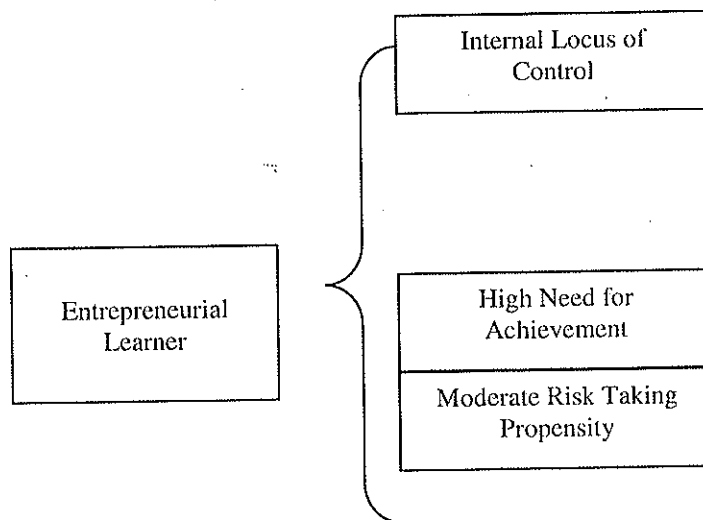 Internal Locus of
Control
Entrepreneurial
Learner
High Need for
Achievement
Moderate Risk Taking
Propensity